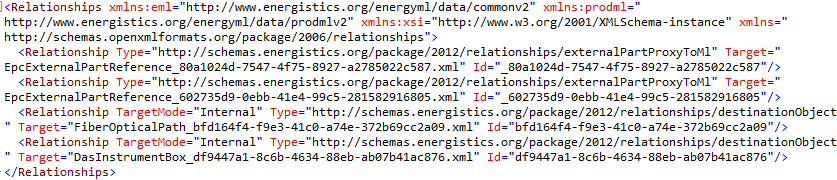 <Relationships xmlns:eml="http://www.energistics.org/energyml/data/commonv2" xmlns:prodml="
http://www.energistics.org/energyml/data/prodmlv2" xmlns:xsi="http://www.w3.org/2001/XMLSchema-instance" xmlns="
http://schemas.openxmlformats.org/package/2006/relationships">
<Relationship Type="http://schemas.energistics.org/package/2012/relationships/externalPartProxyToMl" Target="
EpcExternalPartReference_80a1024d-7547-4f75-8927-a2785022c587.xml" Id="_80a1024d-7547-4f75-8927-a2785022c587"/>
<Relationship Type="http://schemas.energistics.org/package/2012/relationships/externalPartProxyToMl" Target="
EpcExternalPartReference_602735d9-0ebb-41e4-99c5-281582916805.xml" Id="_602735d9-0ebb-41e4-99c5-281582916805"/>
<Relationship TargetMode="Internal" Type="http://schemas.energistics.org/package/2012/relationships/destinationObject
" Target="FiberOpticalPath_bfd164f4-f9e3-41c0-a74e-372b69cc2a09.xml" Id="bfd164f4-f9e3-41c0-a74e-372b69cc2a09"/>
<Relationship TargetMode="Internal" Type="http://schemas.energistics.org/package/2012/relationships/destinationObject
" Target="DasInstrumentBox_df9447a1-8c6b-4634-88eb-ab07b41ac876.xml" Id="df9447a1-8c6b-4634-88eb-ab07b41ac876"/>
</Relationships>